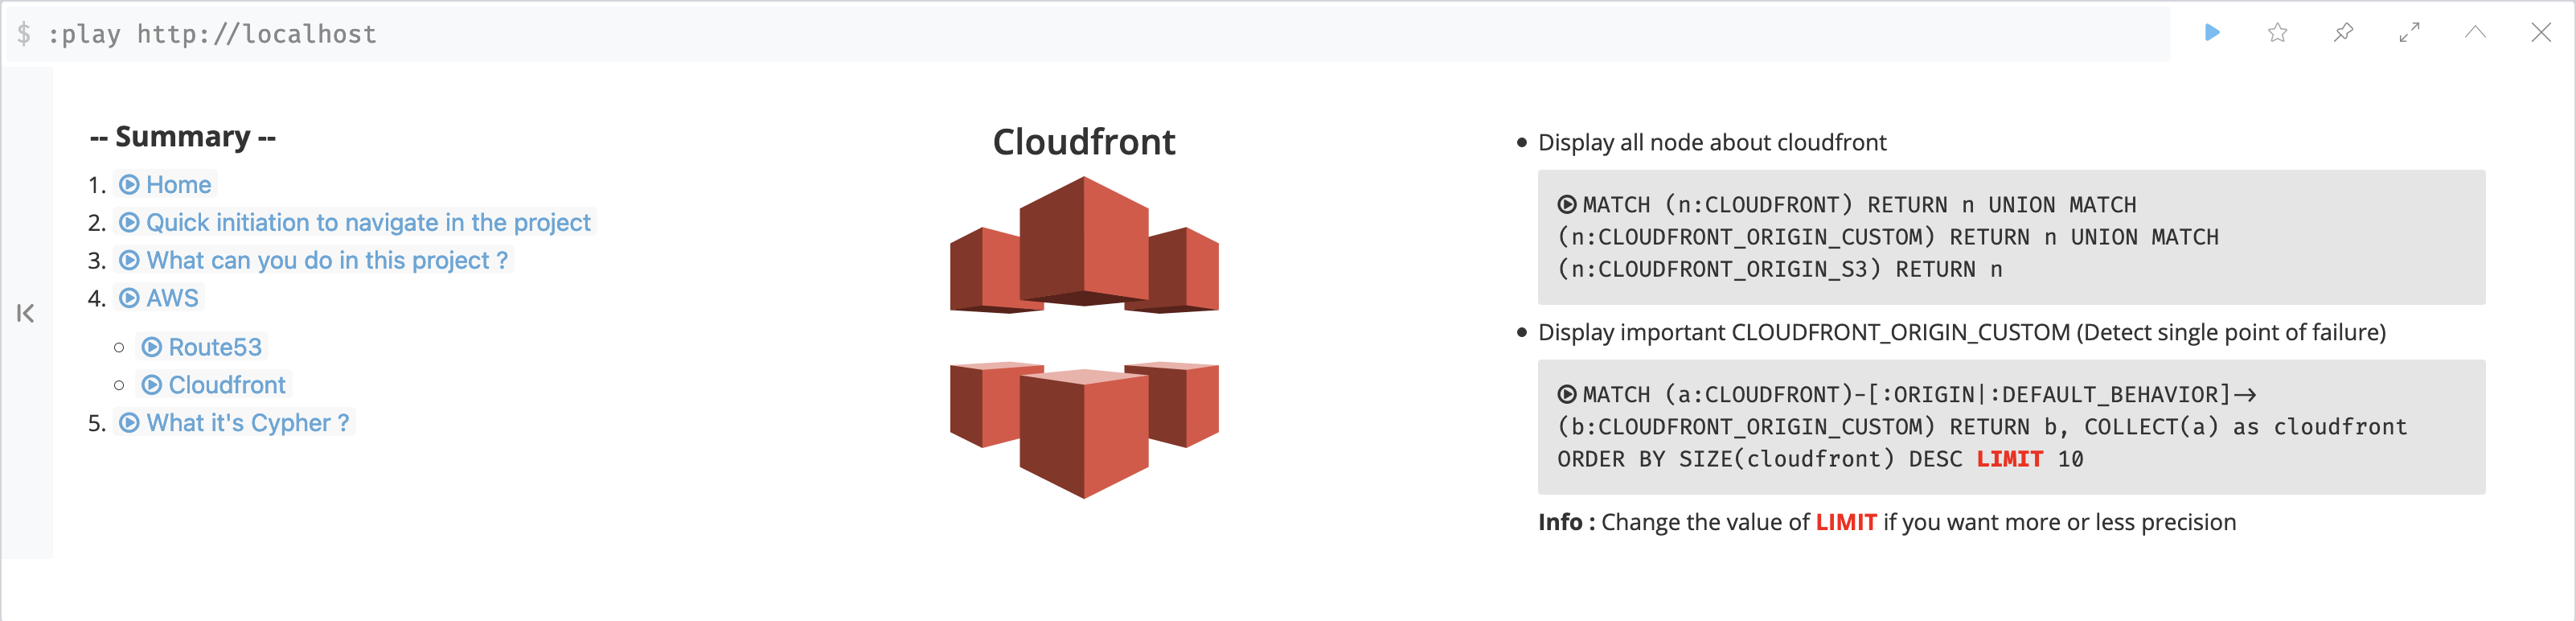 $ :play http://localhost
-- Summary --
1. Home
2. Quick initiation to navigate in the project
3. What can you do in this project ?
4. AWS
Route53
Cloudfront
5. What it's Cypher ?
Cloudfront
Display all node about cloudfront
MATCH (n:CLOUDFRONT) RETURN n UNION MATCH
(n:CLOUDFRONT_ORIGIN_CUSTOM) RETURN n UNION MATCH
(n:CLOUDFRONT_ORIGIN_S3) RETURN n
Display important CLOUDFRONT_ORIGIN_CUSTOM (Detect single point of failure)
MATCH (a:CLOUDFRONT)-[:ORIGIN|:DEFAULT_BEHAVIOR]->
(b:CLOUDFRONT_ORIGIN_CUSTOM) RETURN b, COLLECT(a) as cloudfront
ORDER BY SIZE(cloudfront) DESC LIMIT 10
Info : Change the value of LIMIT if you want more or less precision